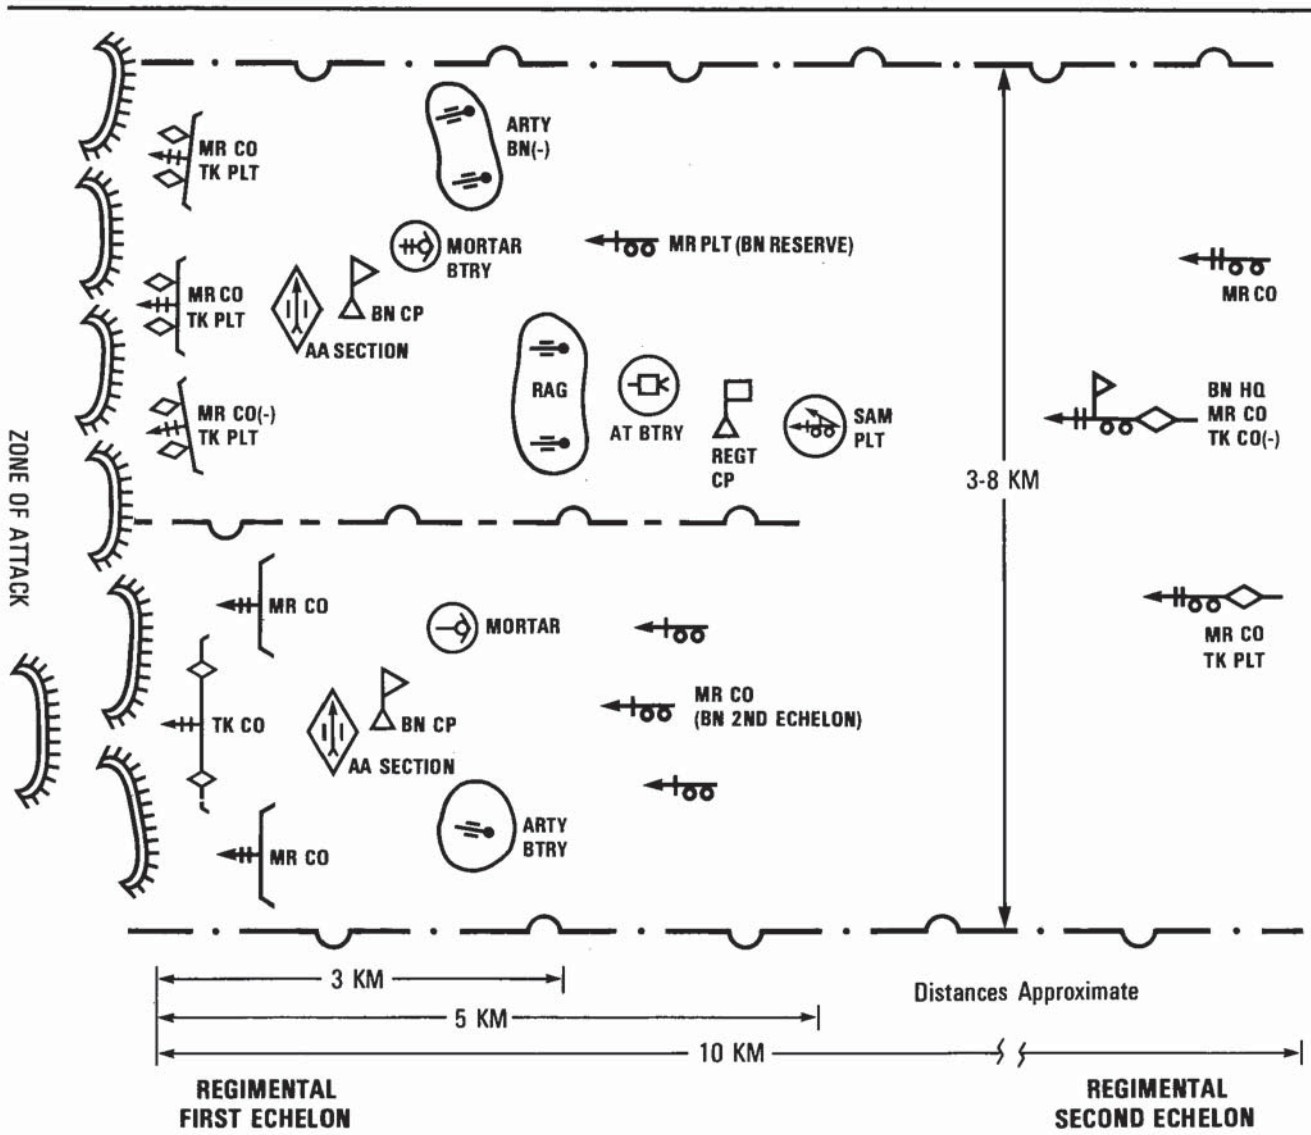 ARTY
BN(-)
MR CO
TK PLT
MORTAR
BTRY
MR PLT (BN RESERVE)
MR CO
MR CO
TK PLT
BN CP
AA SECTION
RAG
AT BTRY
REGT
CP
SAM
PLT
BN HQ
MR CO
TK CO(-)
MR CO(-)
TK PLT
ZONE OF ATTACK
3-8 KM
MR CO
MORTAR
MR CO
TK PLT
TK CO
BN CP
AA SECTION
MR CO
(BN 2ND ECHELON)
MR CO
ARTY
BTRY
3 KM
Distances Approximate
5 KM
10 KM
REGIMENTAL
FIRST ECHELON
REGIMENTAL
SECOND ECHELON